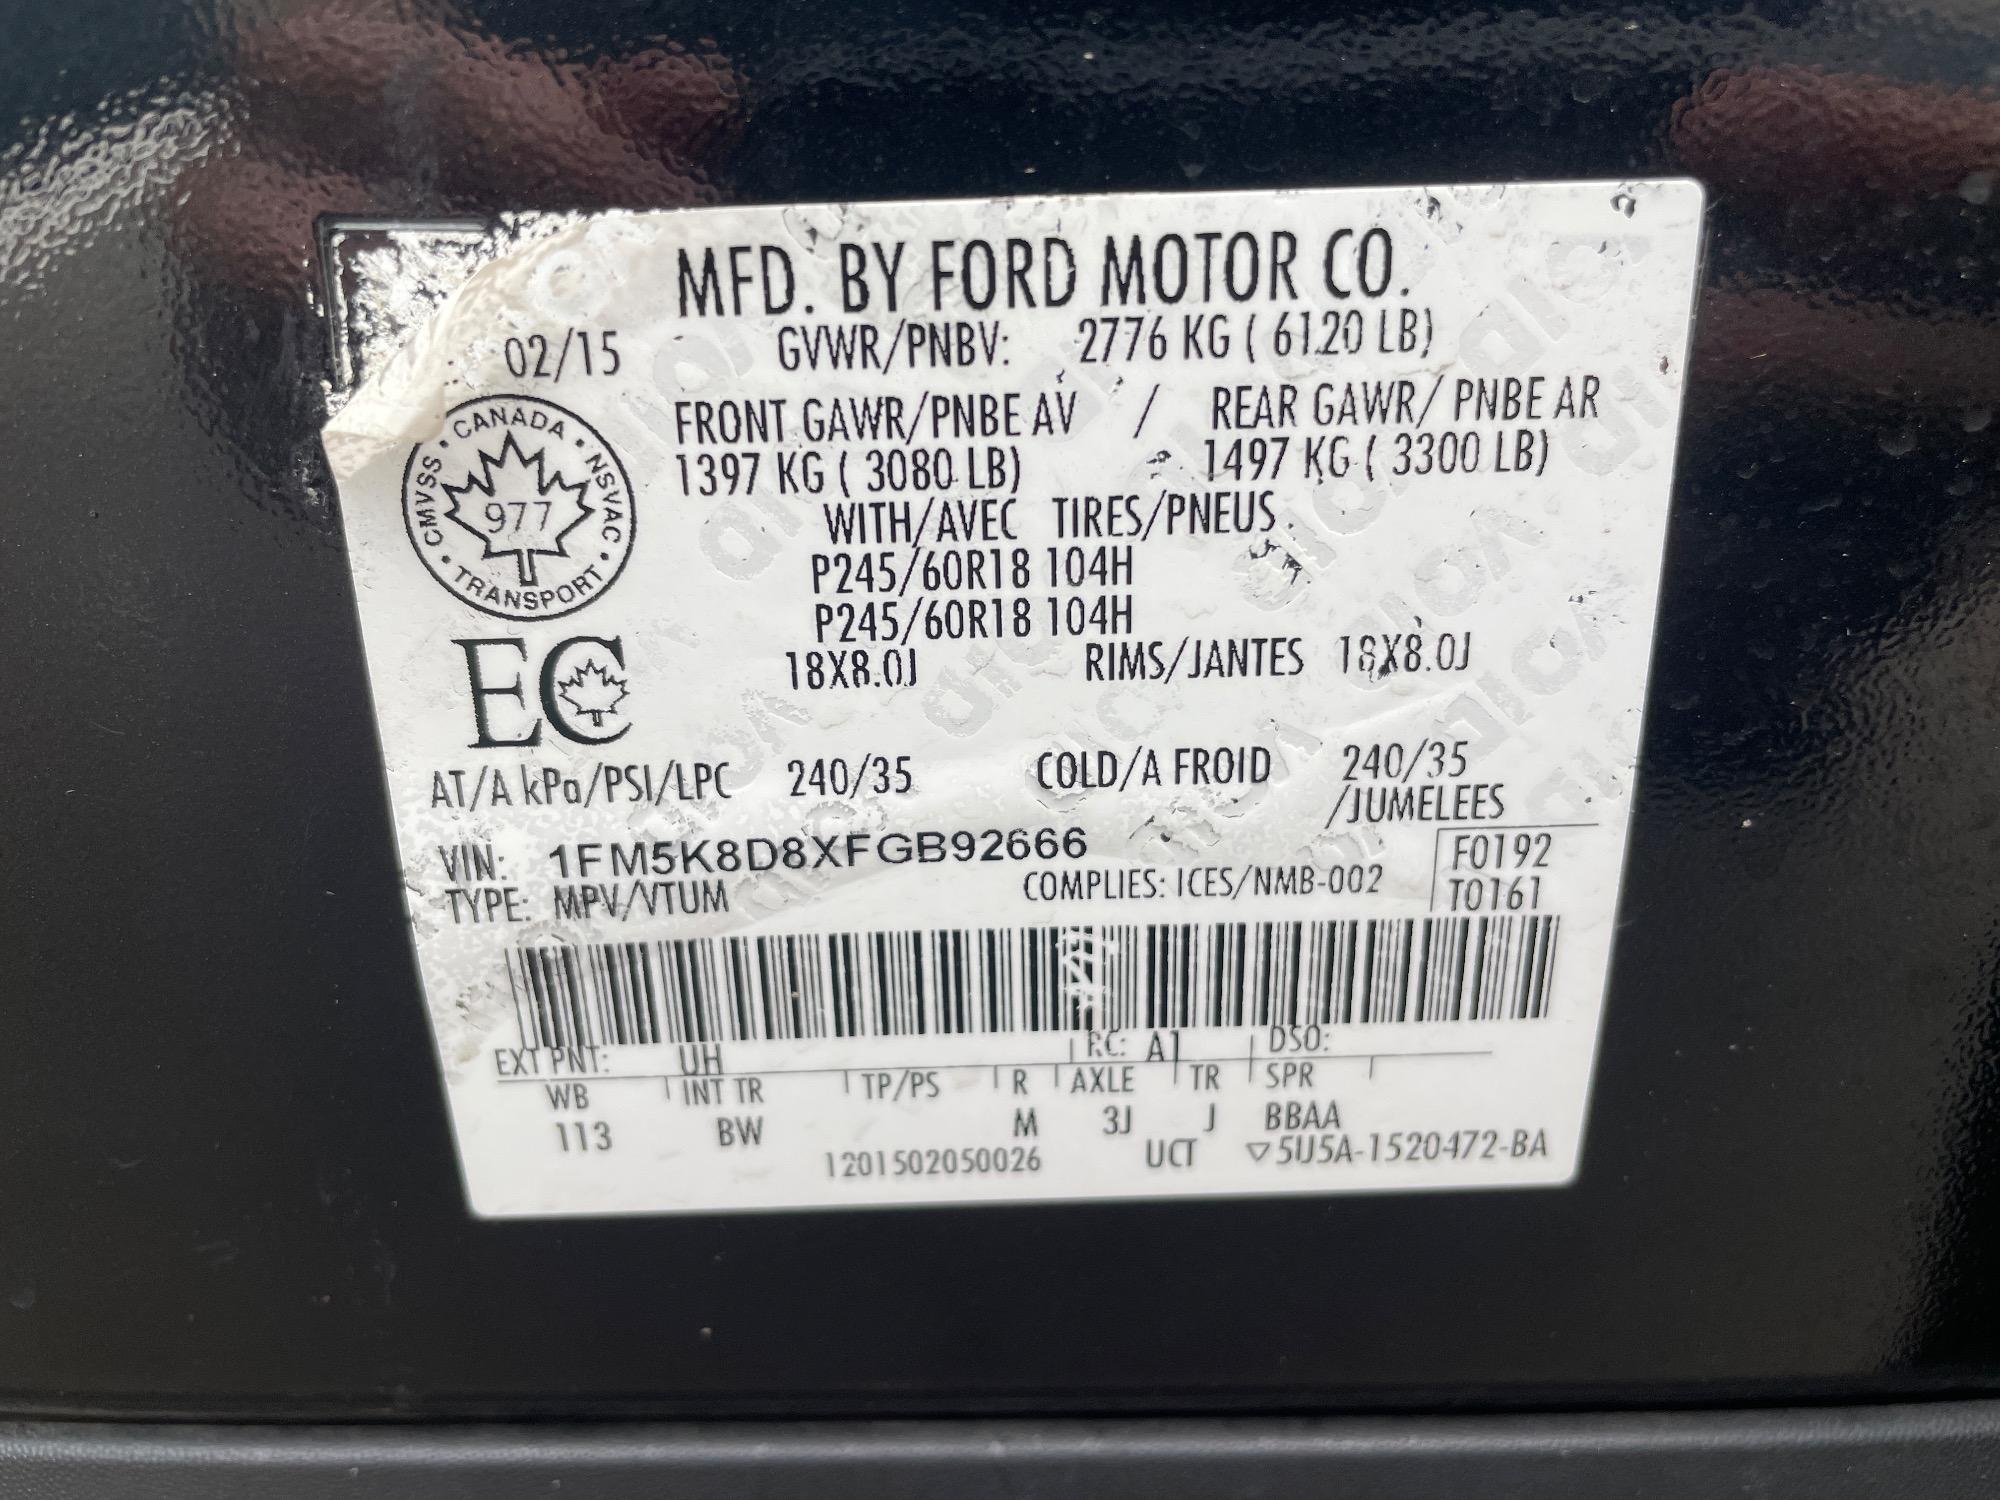 MFD. BY FORD MOTOR CO.
02/15 GVWR/PNBV: 2776 KG ( 6120 LB)
FRONT GAWR/PNBE AV / REAR GAWR/ PNBE AR
1397 KG ( 3080 LB) 1497 KG ( 3300 LB)
WITH/AVEC TIRES/PNEUS
P245/60R18 104H
P245/60R18 104H
18X8.0J RIMS/JANTES 18X8.0J
CANADA • NSVAC • TRANSPORT • CMVSS •
977
EC
AT/A kPa/PSI/LPC 240/35 COLD/A FROID 240/35
/JUMELEES
VIN: 1FM5K8D8XFGB92666
F0192
TYPE: MPV/VTUM COMPLIES: ICES/NMB-002
T0161
EXT PNT: UH RC: A1 DSO:
WB INT TR TP/PS R AXLE TR SPR
113 BW M 3J J BBAA
1201502050026 UCT ▽5U5A-1520472-BA